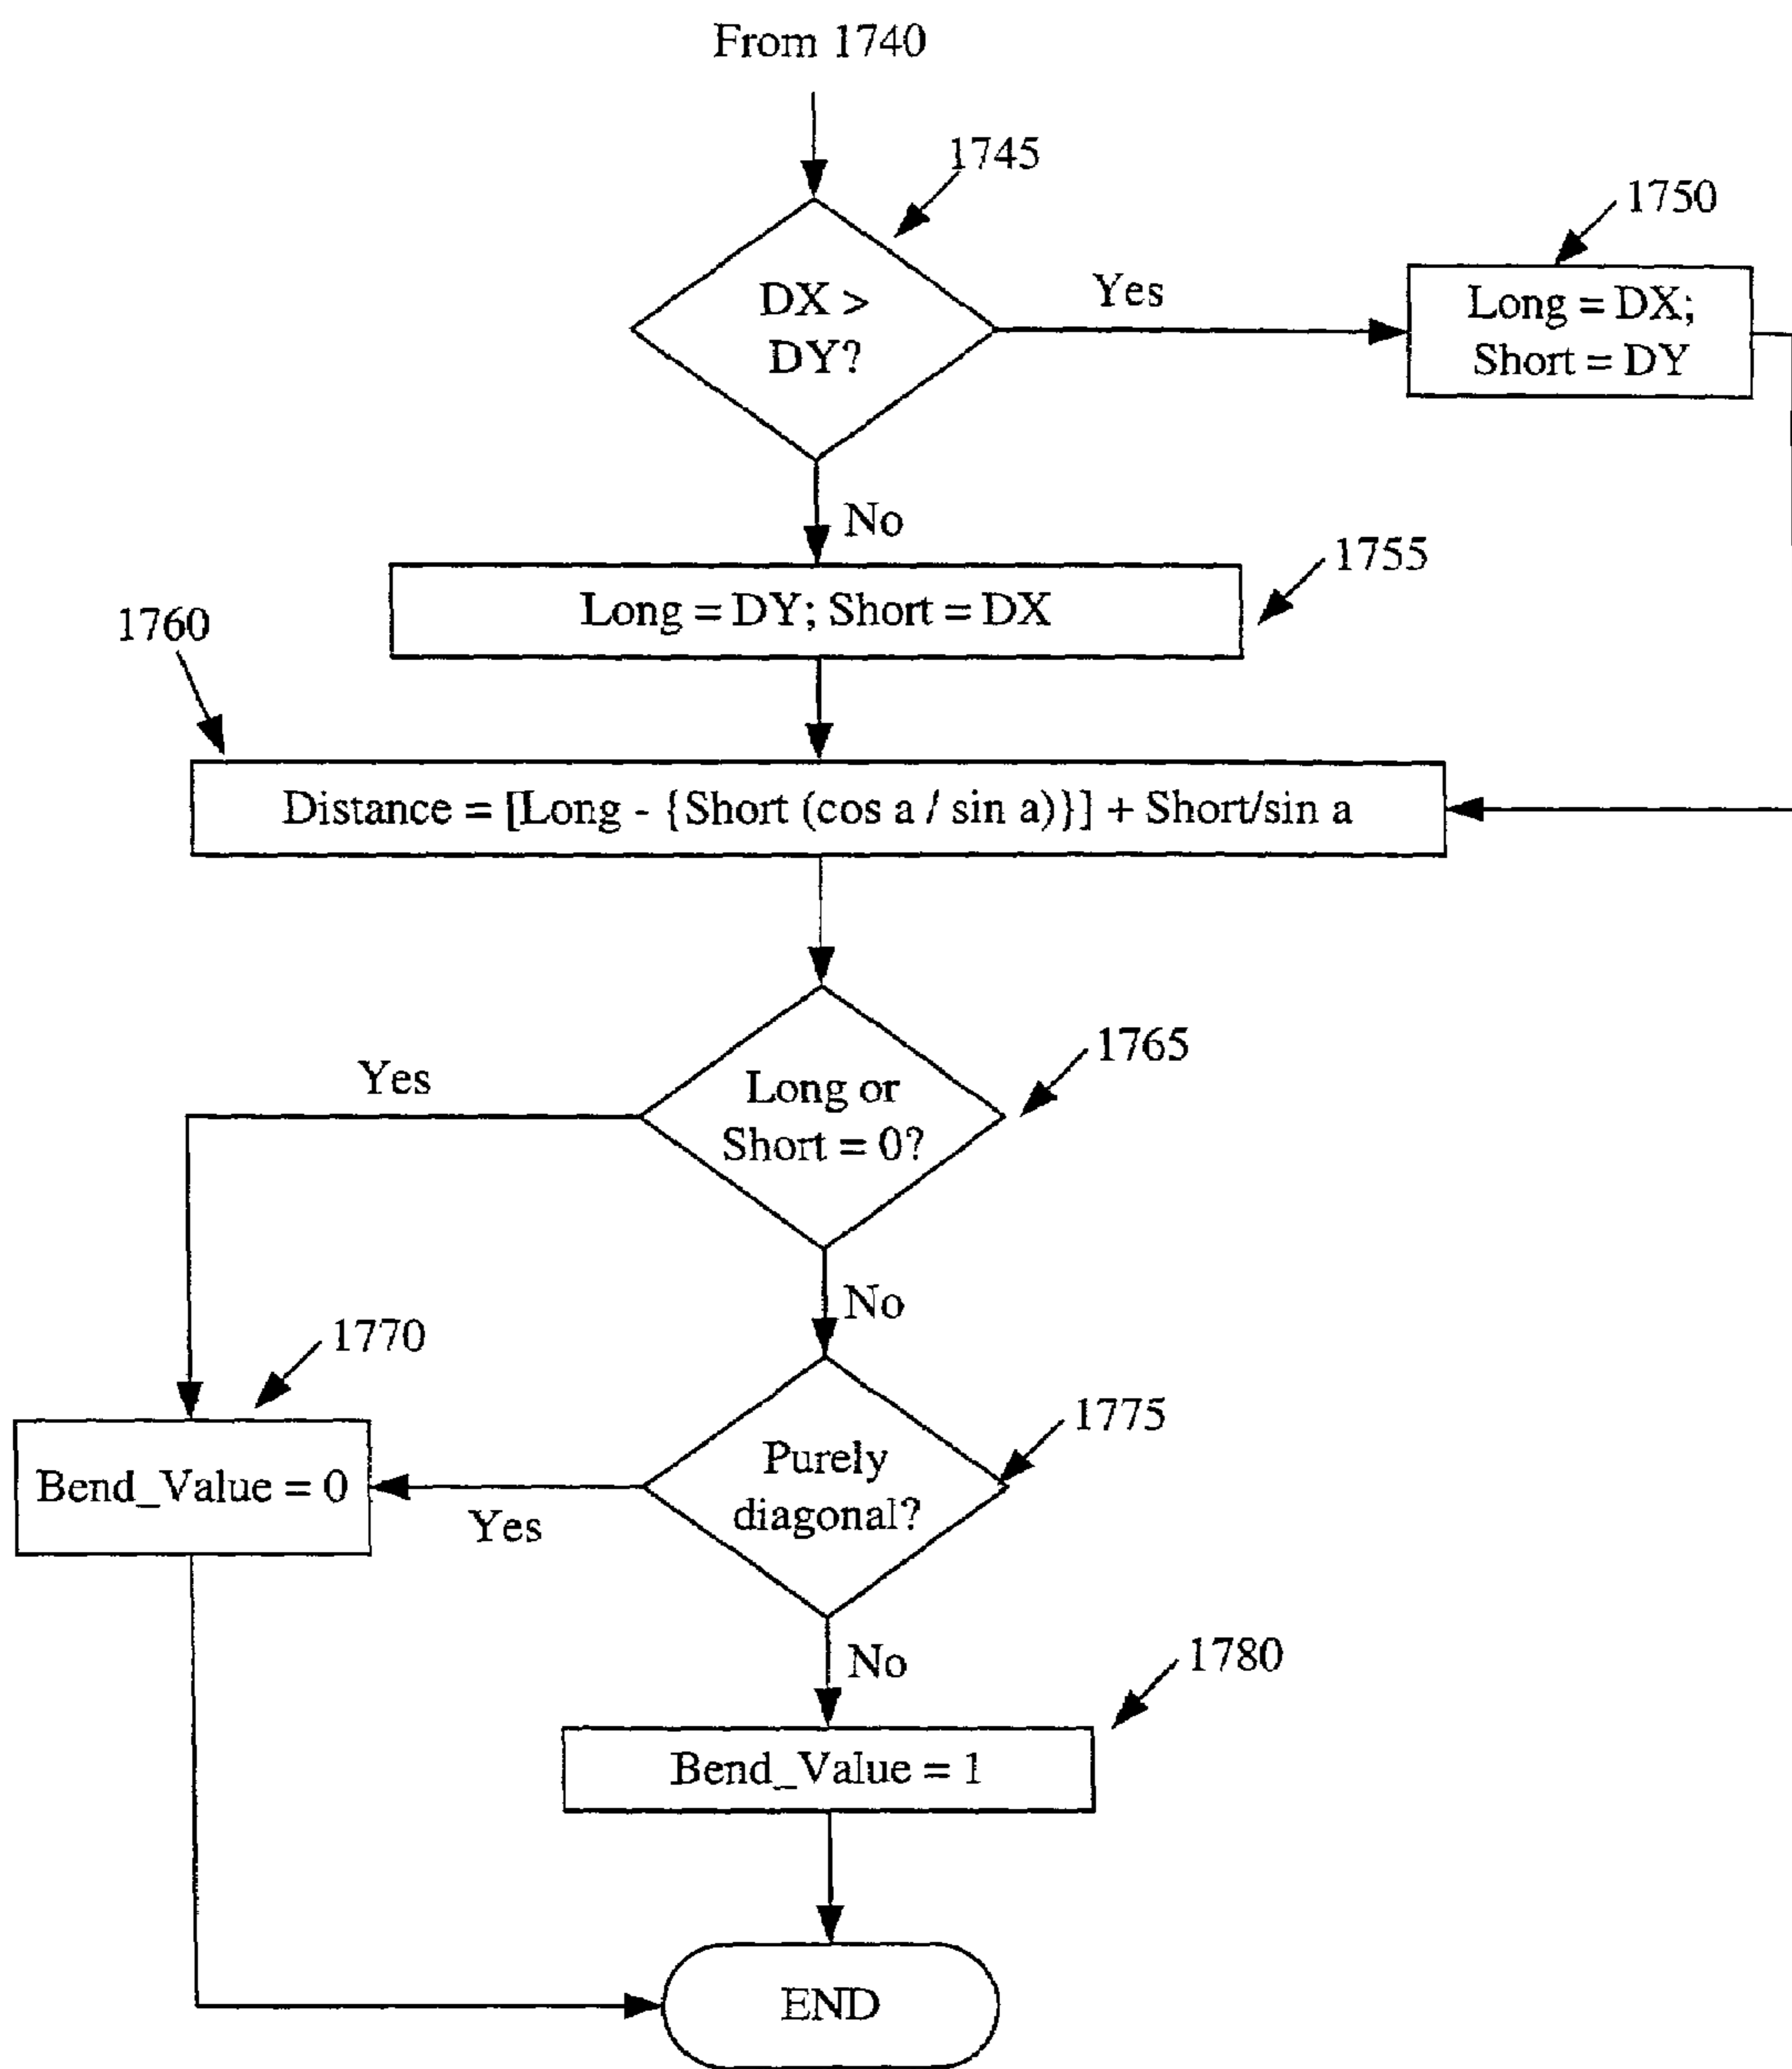 From 1740
1745
1750
DX >
DY?
Yes
Long = DX;
Short = DY
No
1755
Long = DY; Short = DX
1760
Distance = [Long - {Short (cos a / sin a)}] + Short/sin a
1765
Yes
Long or
Short = 0?
No
1770
1775
Bend_Value = 0
Yes
Purely
diagonal?
No
1780
Bend_Value = 1
END